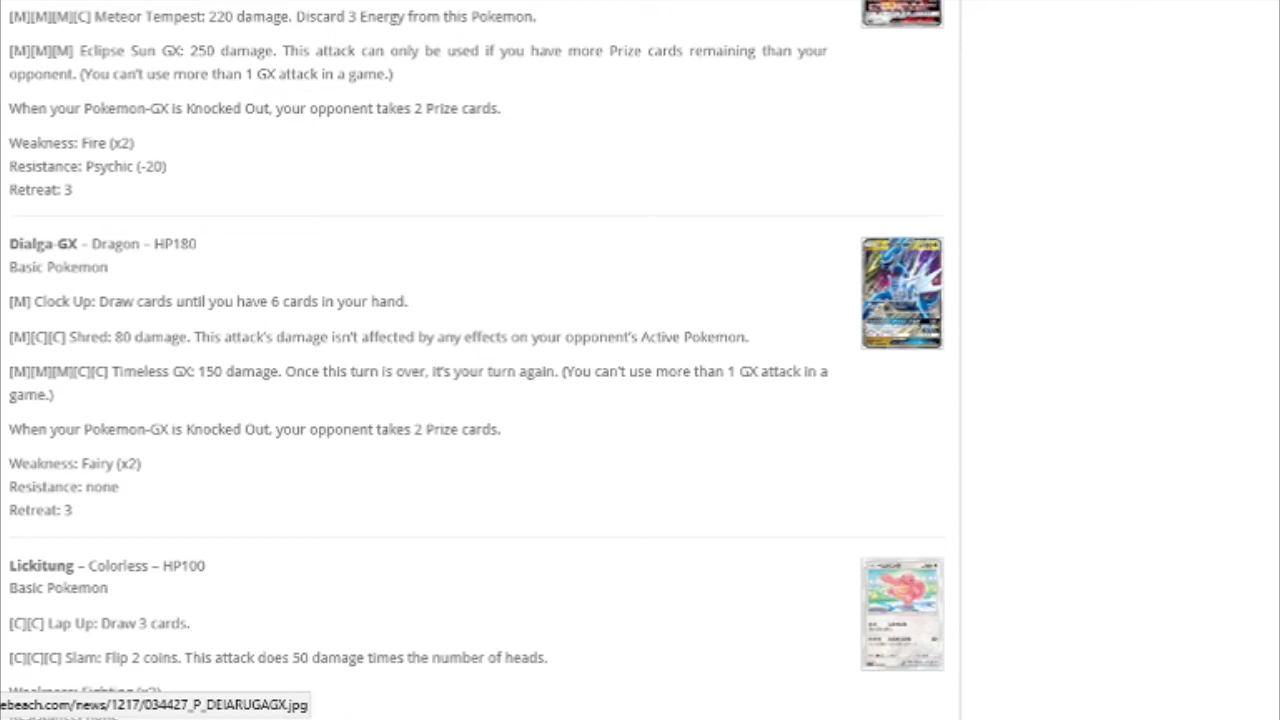 [M][M][M][C] Meteor Tempest: 220 damage. Discard 3 Energy from this Pokemon.
[M][M][M] Eclipse Sun GX: 250 damage. This attack can only be used if you have more Prize cards remaining than your
opponent. (You can't use more than 1 GX attack in a game.)
When your Pokemon-GX is Knocked Out, your opponent takes 2 Prize cards.
Weakness: Fire (x2)
Resistance: Psychic (-20)
Retreat: 3
Dialga-GX – Dragon – HP180
Basic Pokemon
[M] Clock Up: Draw cards until you have 6 cards in your hand.
[M][C][C] Shred: 80 damage. This attack's damage isn't affected by any effects on your opponent's Active Pokemon.
[M][M][M][C][C] Timeless GX: 150 damage. Once this turn is over, it's your turn again. (You can't use more than 1 GX attack in a
game.)
When your Pokemon-GX is Knocked Out, your opponent takes 2 Prize cards.
Weakness: Fairy (x2)
Resistance: none
Retreat: 3
Lickitung – Colorless – HP100
Basic Pokemon
[C][C] Lap Up: Draw 3 cards.
[C][C][C] Slam: Flip 2 coins. This attack does 50 damage times the number of heads.
Weakness: Fighting (x2)
ebeach.com/news/1217/034427_P_DEIARUGAGX.jpg
Resistance: none